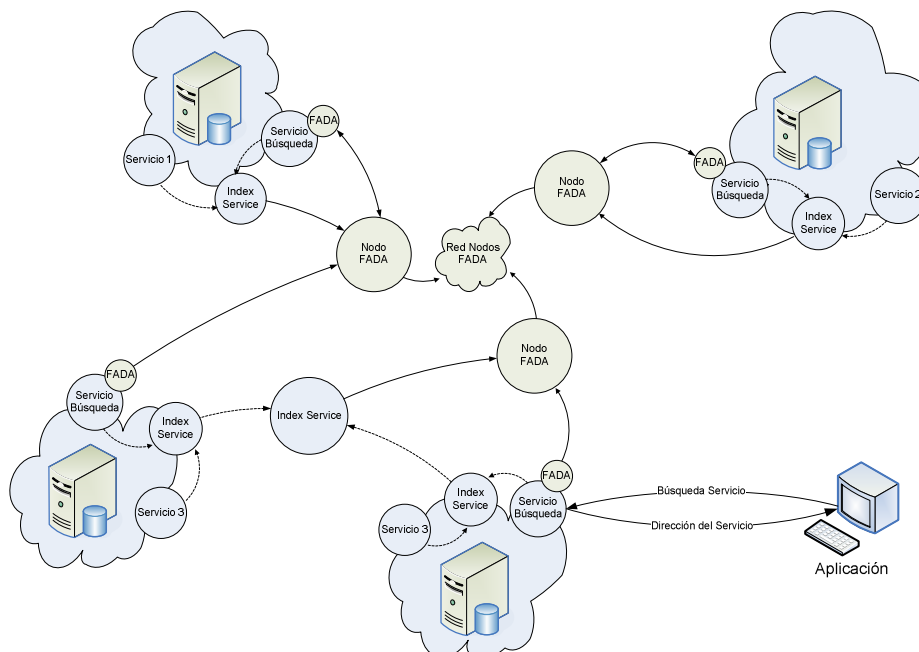 FADA
Servicio
Búsqueda
Servicio 1
Index
Service
Nodo
FADA
Red Nodos
FADA
Nodo
FADA
FADA
Servicio
Búsqueda
Servicio 2
Index
Service
Nodo
FADA
FADA
Servicio
Búsqueda
Index
Service
Index Service
Servicio 3
FADA
Index
Service
Servicio
Búsqueda
Servicio 3
Búsqueda Servicio
Dirección del Servicio
Aplicación